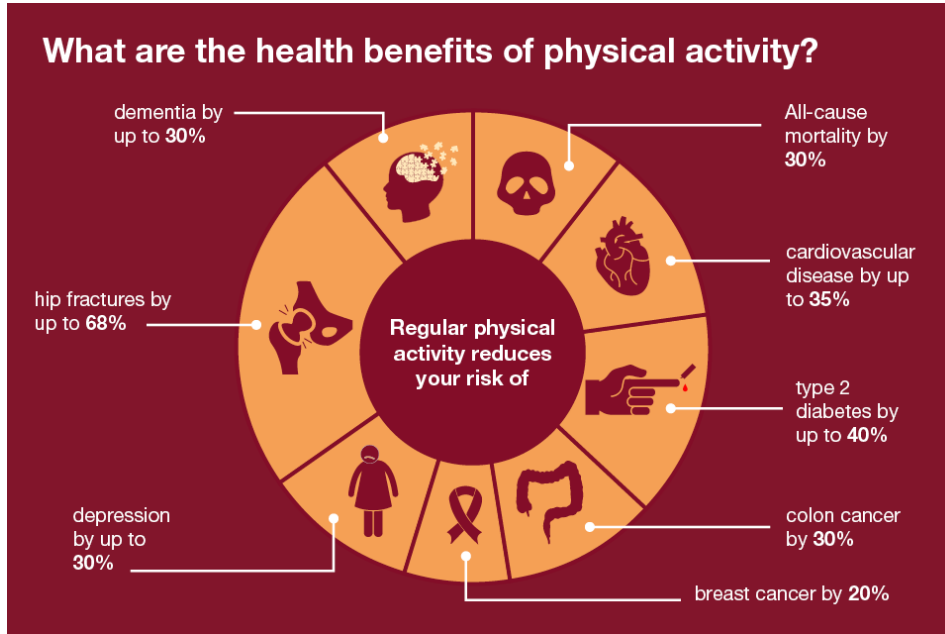 What are the health benefits of physical activity?
dementia by
up to 30%
All-cause
mortality by
30%
cardiovascular
disease by up
to 35%
hip fractures by
up to 68%
Regular physical
activity reduces
your risk of
type 2
diabetes by
up to 40%
depression
by up to
30%
colon cancer
by 30%
breast cancer by 20%